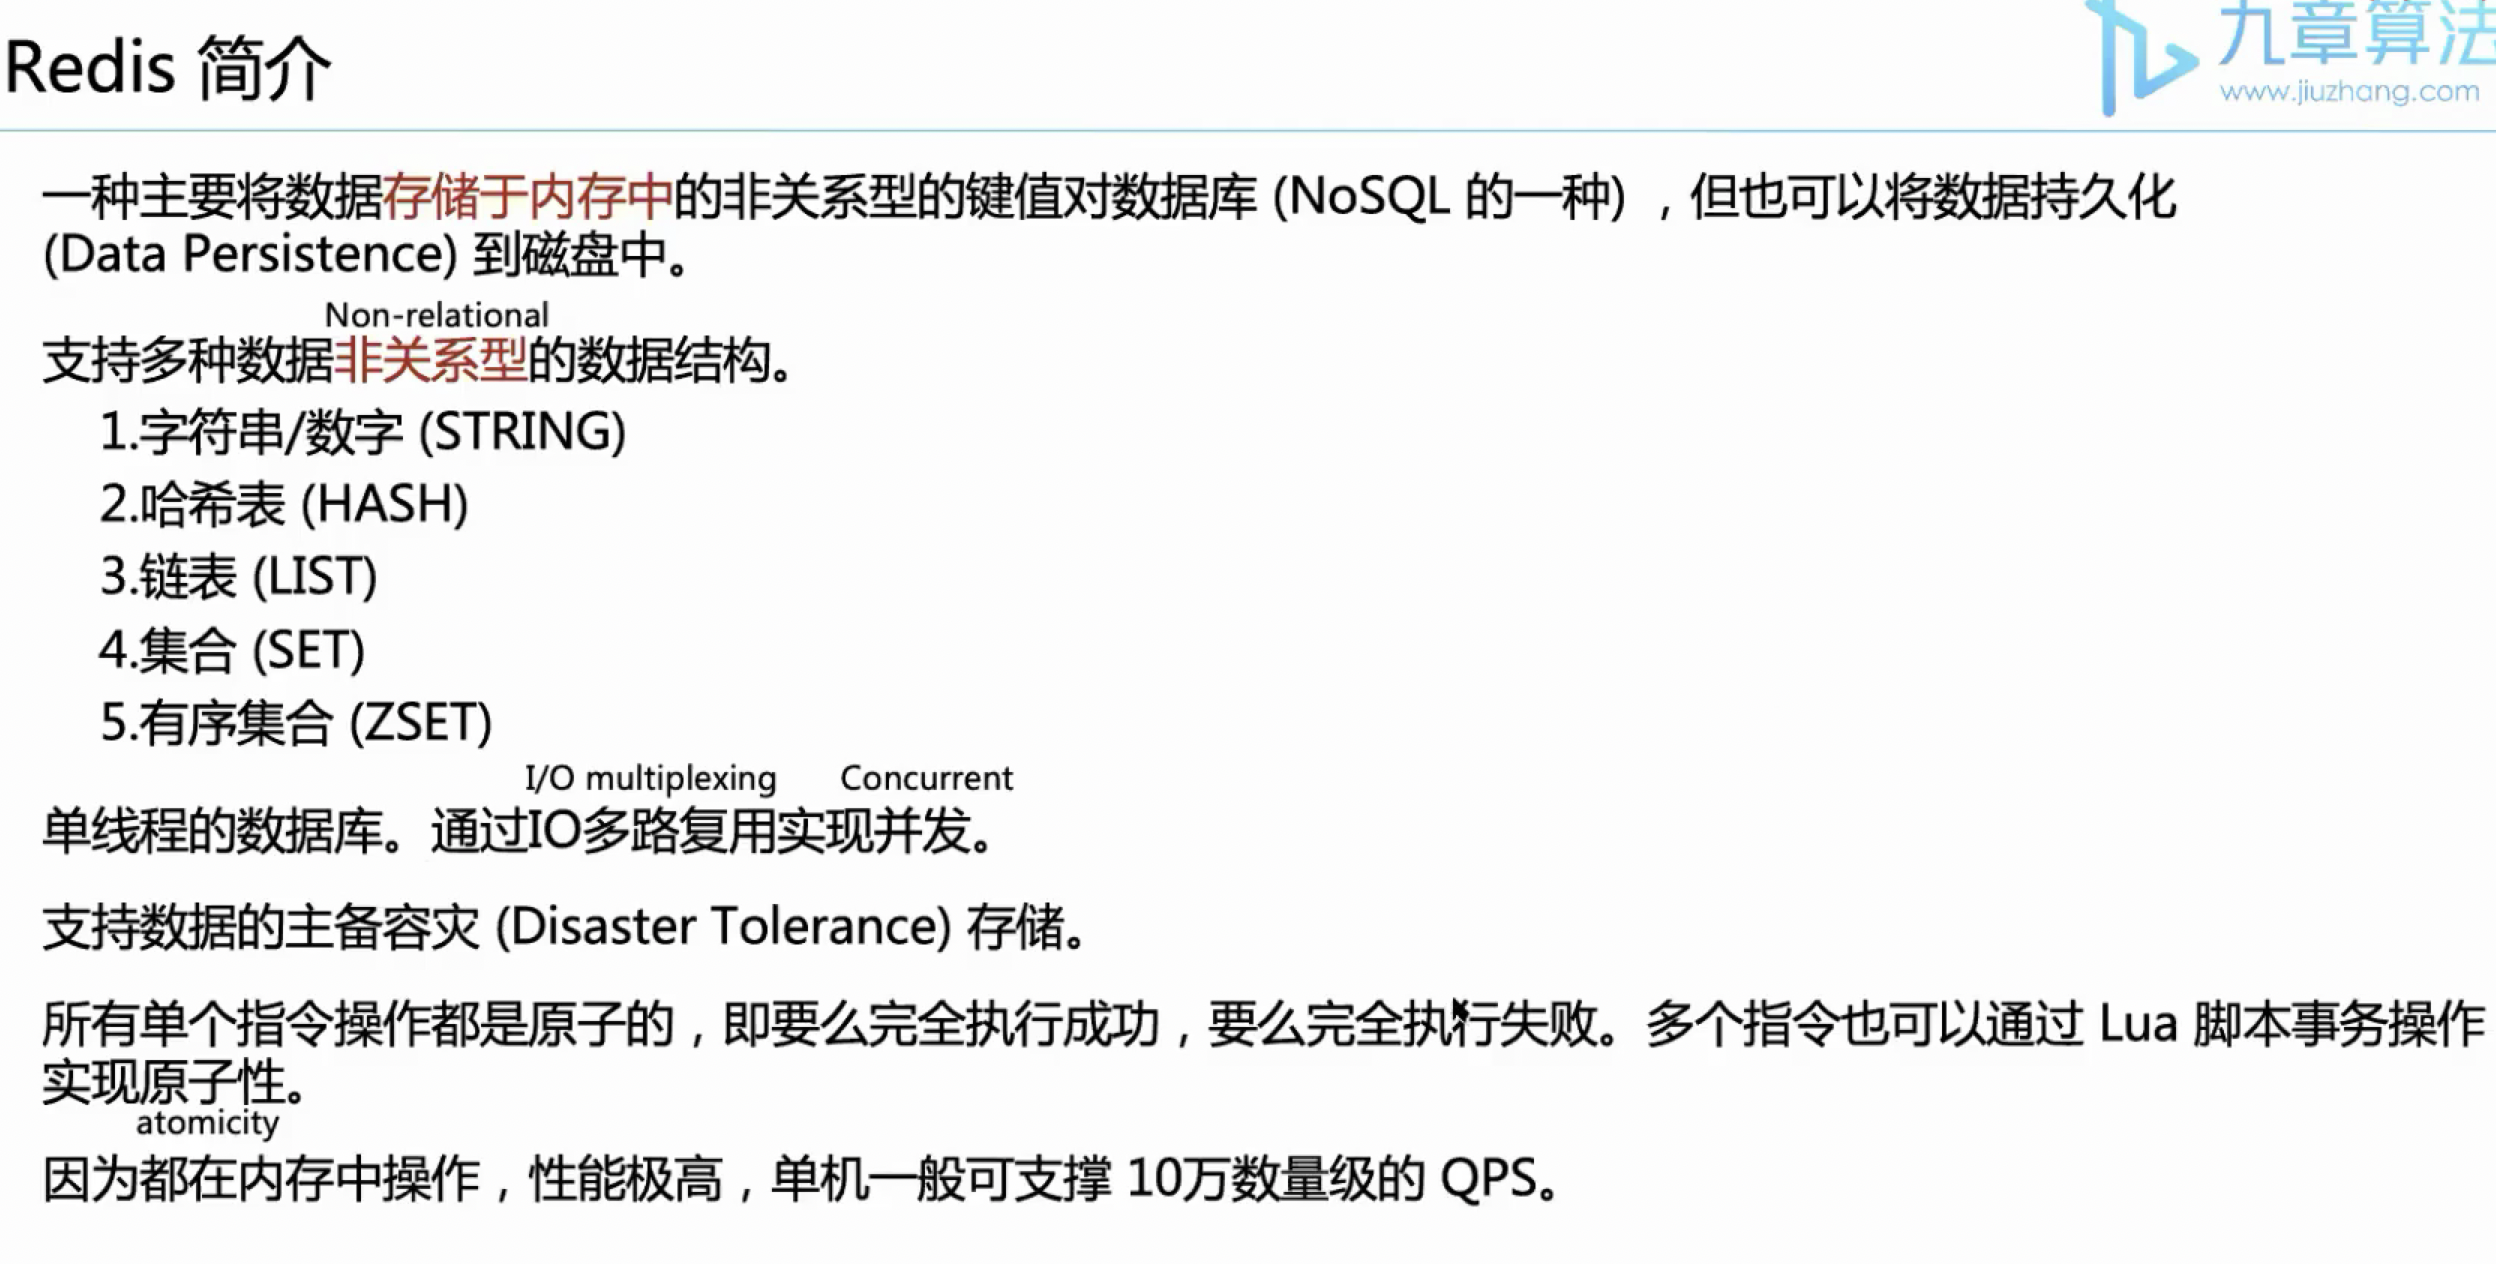 Redis 简介
九章算法
www.jiuzhang.com
一种主要将数据存储于内存中的非关系型的键值对数据库 (NoSQL 的一种) ，但也可以将数据持久化
(Data Persistence) 到磁盘中。
Non-relational
支持多种数据非关系型的数据结构。
1.字符串/数字 (STRING)
2.哈希表 (HASH)
3.链表 (LIST)
4.集合 (SET)
5.有序集合 (ZSET)
I/O multiplexing Concurrent
单线程的数据库。通过IO多路复用实现并发。
支持数据的主备容灾 (Disaster Tolerance) 存储。
所有单个指令操作都是原子的，即要么完全执行成功，要么完全执行失败。多个指令也可以通过 Lua 脚本事务操作
实现原子性。
atomicity
因为都在内存中操作，性能极高，单机一般可支撑 10万数量级的 QPS。